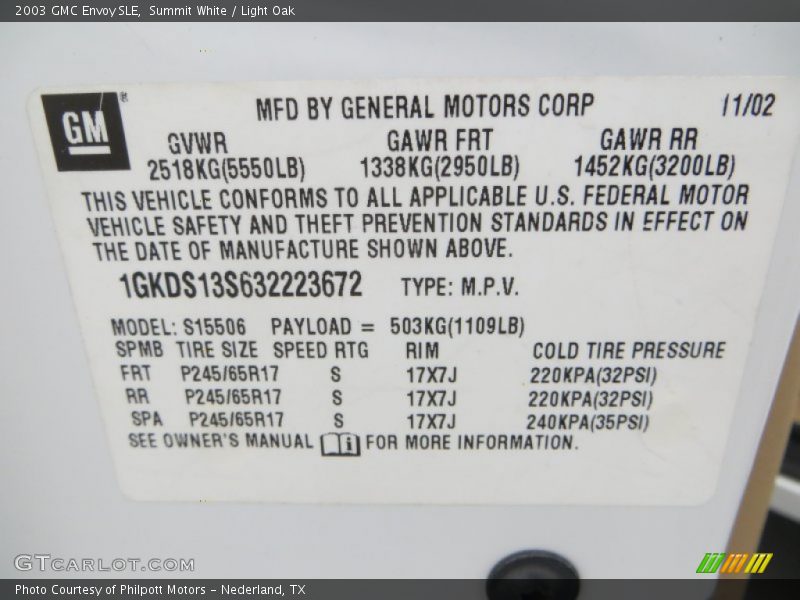 2003 GMC Envoy SLE,  Summit White / Light Oak
GM ® MFD BY GENERAL MOTORS CORP 11/02
GVWR GAWR FRT GAWR RR
2518KG(5550LB) 1338KG(2950LB) 1452KG(3200LB)
THIS VEHICLE CONFORMS TO ALL APPLICABLE U.S. FEDERAL MOTOR
VEHICLE SAFETY AND THEFT PREVENTION STANDARDS IN EFFECT ON
THE DATE OF MANUFACTURE SHOWN ABOVE.
1GKDS13S632223672 TYPE: M.P.V.
MODEL: S15506 PAYLOAD = 503KG(1109LB)
SPMB TIRE SIZE SPEED RTG RIM COLD TIRE PRESSURE
FRT P245/65R17 S 17X7J 220KPA(32PSI)
RR P245/65R17 S 17X7J 220KPA(32PSI)
SPA P245/65R17 S 17X7J 240KPA(35PSI)
SEE OWNER'S MANUAL i FOR MORE INFORMATION.
GTCARLOT.COM
Photo Courtesy of Philpott Motors - Nederland, TX